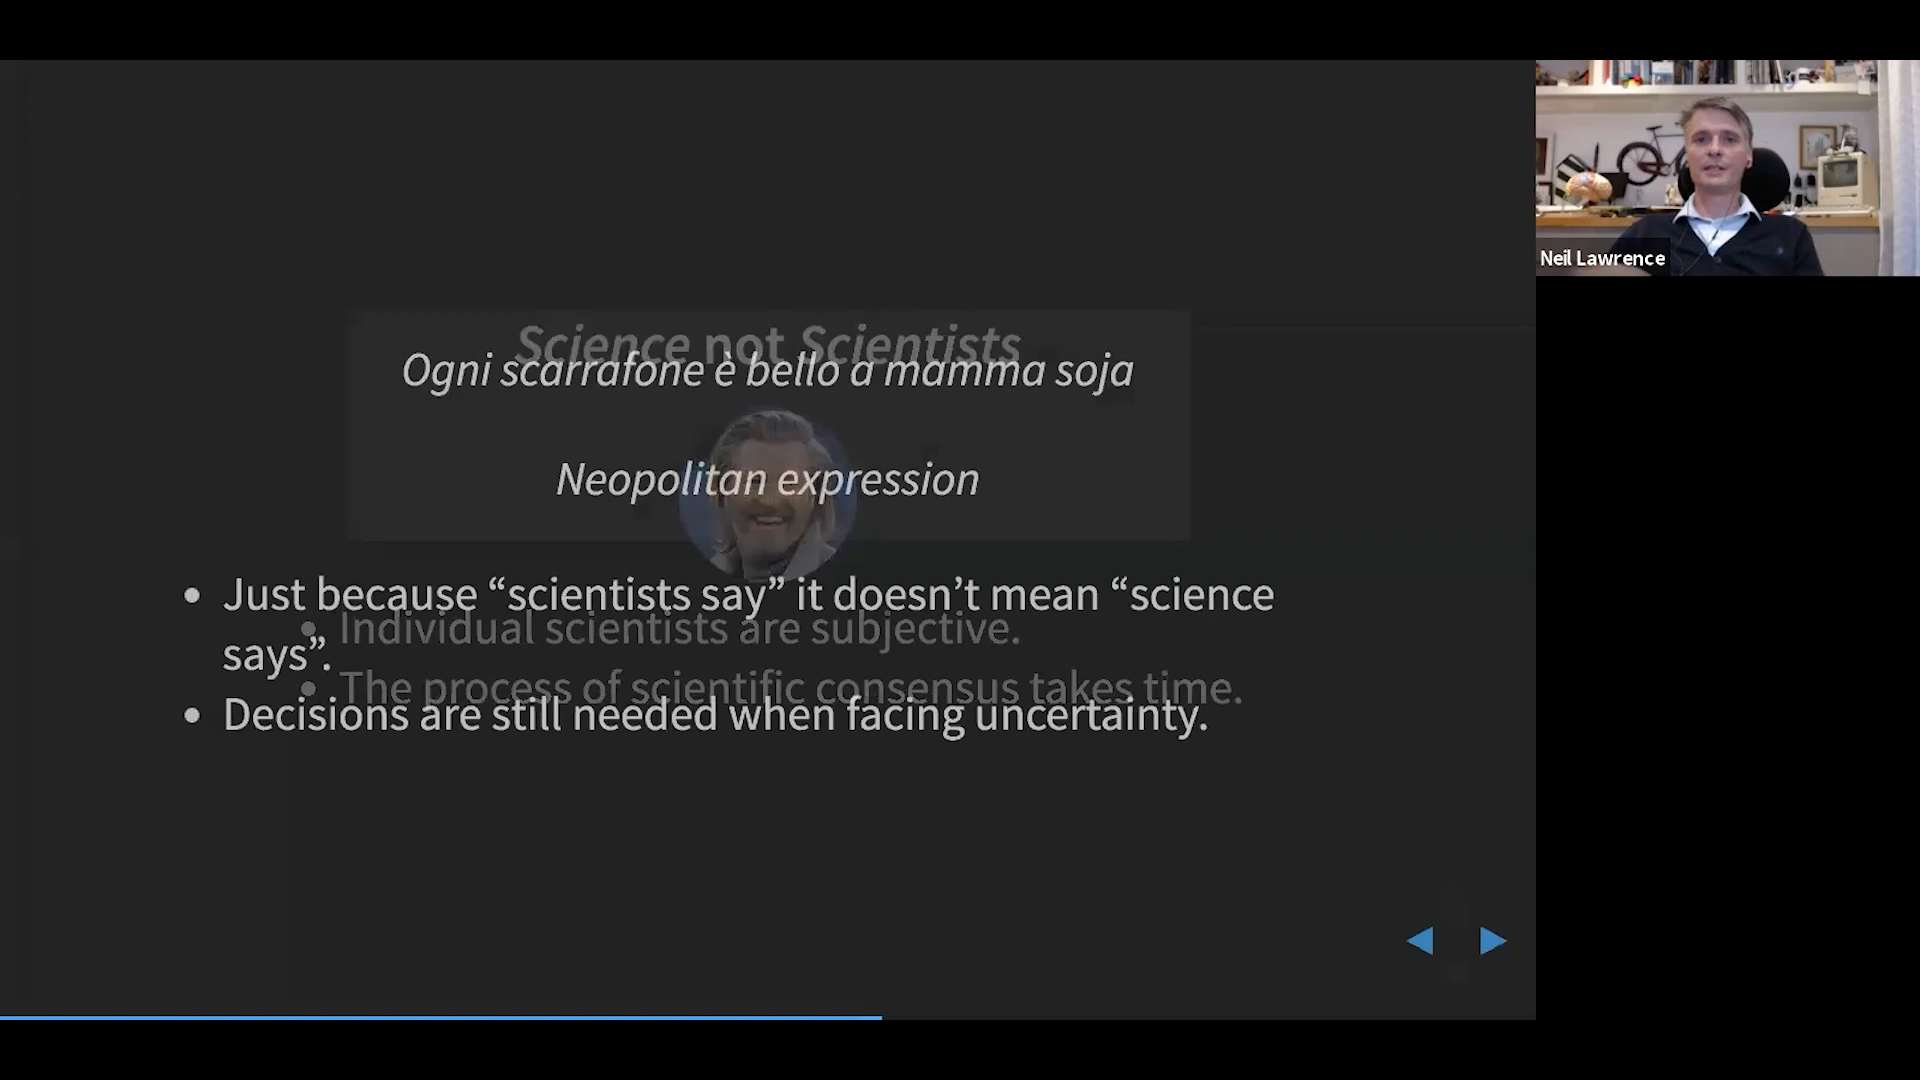 Science not Scientists
Ogni scarrafone è bello a mamma soja
Neopolitan expression
• Just because “scientists say” it doesn’t mean “science
says”.
• Individual scientists are subjective.
• The process of scientific consensus takes time.
• Decisions are still needed when facing uncertainty.
Neil Lawrence